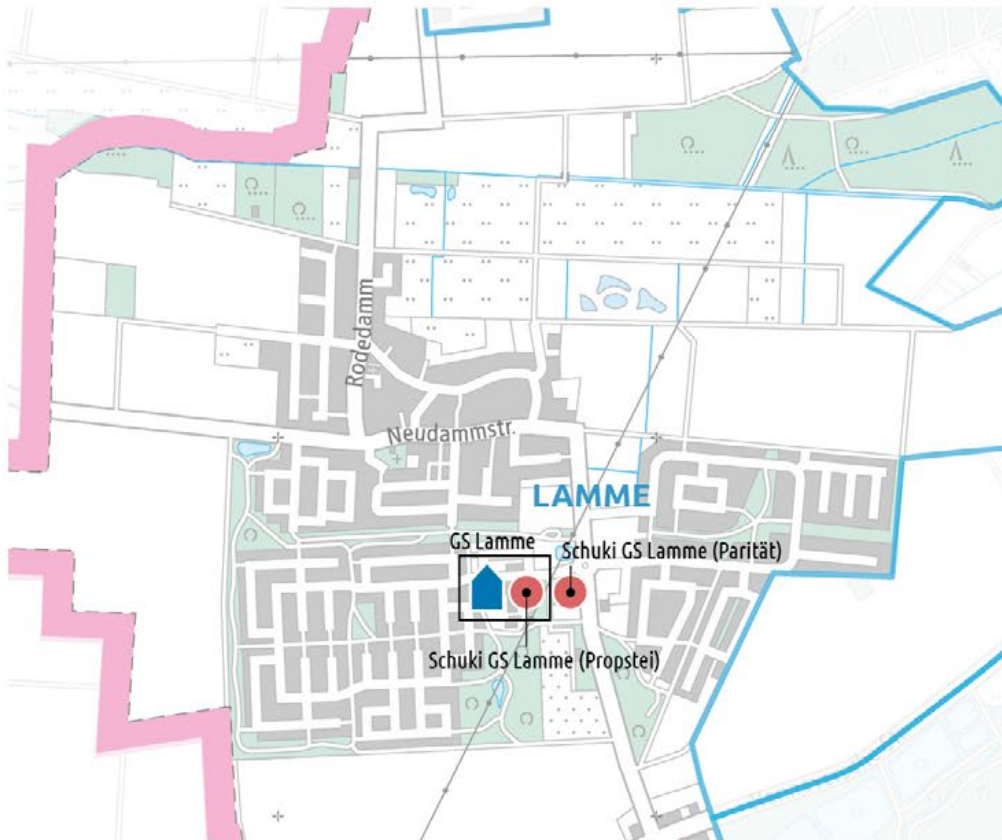 Rodedamm
Neudammstr.
LAMME
GS Lamme
Schuki GS Lamme (Parität)
Schuki GS Lamme (Propstei)